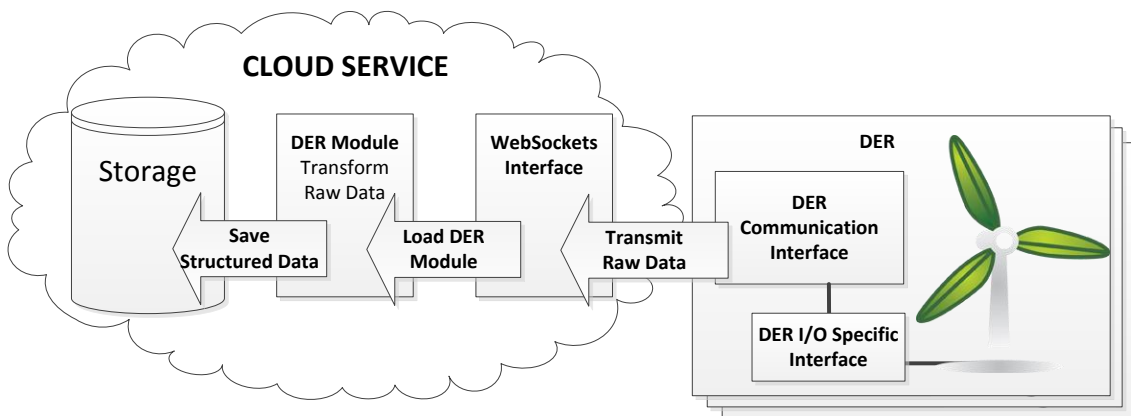 CLOUD SERVICE
Storage
DER Module
Transform
Raw Data
WebSockets
Interface
DER
DER
Communication
Interface
Save
Structured Data
Load DER
Module
Transmit
Raw Data
DER I/O Specific
Interface